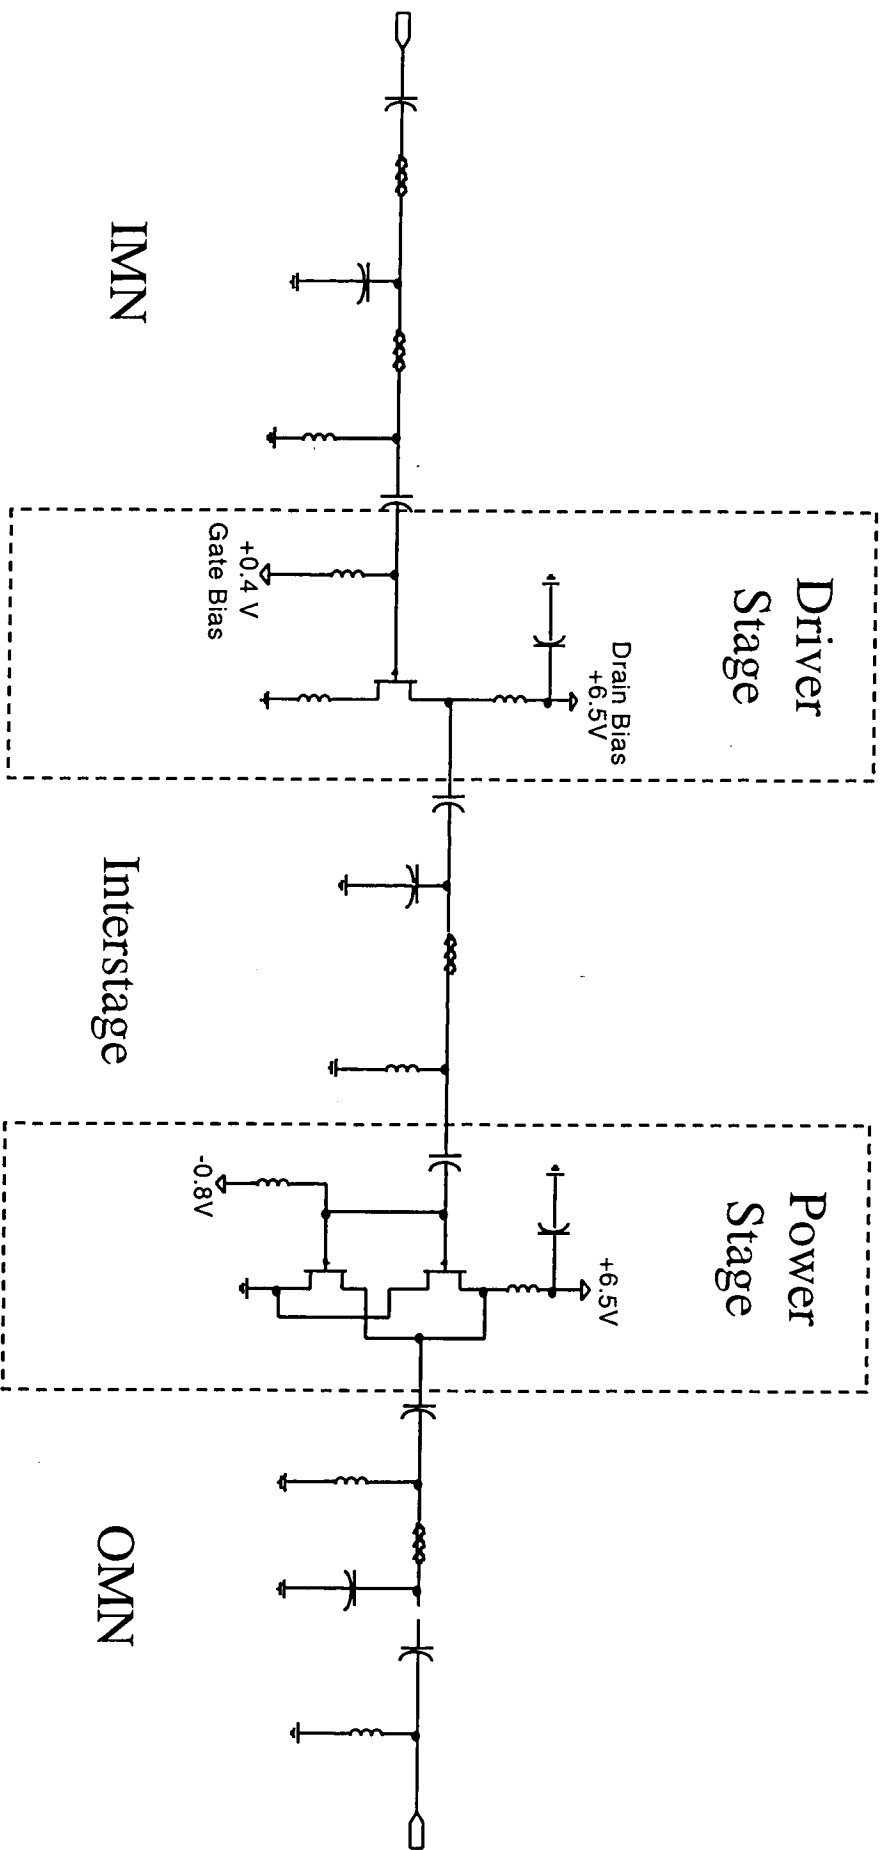 IMN
Driver
Stage
Drain Bias
+6.5V
+0.4 V
Gate Bias
Interstage
Power
Stage
+6.5V
-0.8V
OMN